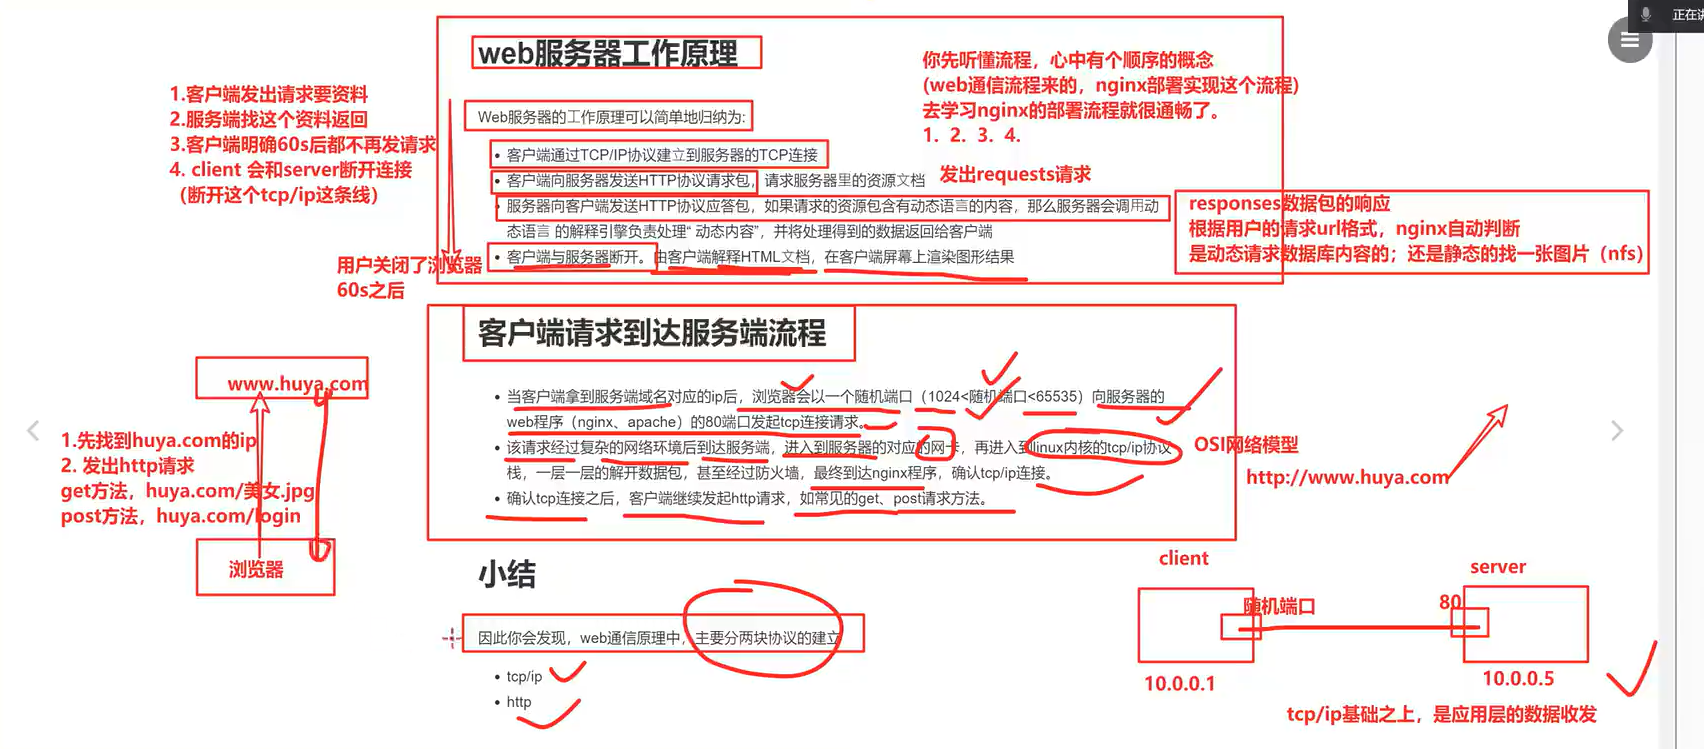 正在讲
web服务器工作原理
你先听懂流程，心中有个顺序的概念
(web通信流程来的，nginx部署实现这个流程)
去学习nginx的部署流程就很通畅了。
1. 2. 3. 4.
1.客户端发出请求要资料
2.服务端找这个资料返回
3.客户端明确60s后都不再发请求
4. client 会和server断开连接
（断开这个tcp/ip这条线）
Web服务器的工作原理可以简单地归纳为:
• 客户端通过TCP/IP协议建立到服务器的TCP连接
• 客户端向服务器发送HTTP协议请求包，请求服务器里的资源文档
发出requests请求
• 服务器向客户端发送HTTP协议应答包，如果请求的资源包含有动态语言的内容，那么服务器会调用动
态语言 的解释引擎负责处理“ 动态内容”，并将处理得到的数据返回给客户端
• 客户端与服务器断开。由客户端解释HTML文档，在客户端屏幕上渲染图形结果
responses数据包的响应
根据用户的请求url格式，nginx自动判断
是动态请求数据库内容的；还是静态的找一张图片（nfs）
用户关闭了浏览器
60s之后
客户端请求到达服务端流程
• 当客户端拿到服务端域名对应的ip后，浏览器会以一个随机端口（1024<随机端口<65535）向服务器的
web程序（nginx、apache）的80端口发起tcp连接请求。
• 该请求经过复杂的网络环境后到达服务端，进入到服务器的对应的网卡，再进入到linux内核的tcp/ip协议
栈，一层一层的解开数据包，甚至经过防火墙，最终到达nginx程序，确认tcp/ip连接。
• 确认tcp连接之后，客户端继续发起http请求，如常见的get、post请求方法。
OSI网络模型
http://www.huya.com
www.huya.com
1.先找到huya.com的ip
2. 发出http请求
get方法，huya.com/美女.jpg
post方法，huya.com/login
浏览器
小结
因此你会发现，web通信原理中，主要分两块协议的建立
• tcp/ip
• http
client
server
随机端口
80
10.0.0.1
10.0.0.5
tcp/ip基础之上，是应用层的数据收发